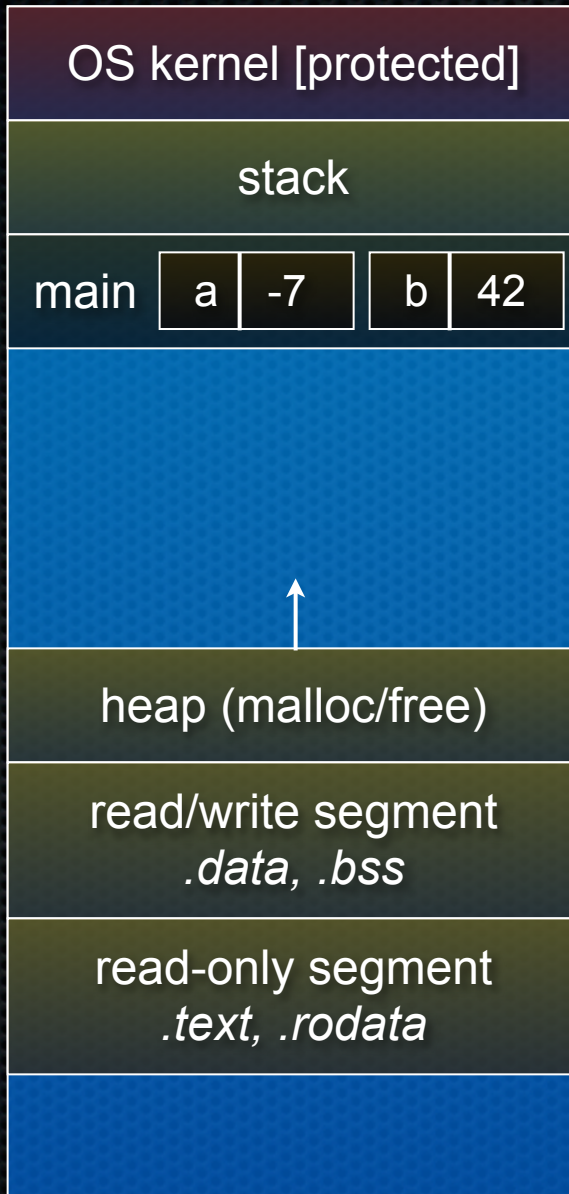 OS kernel [protected]
stack
main a -7 b 42
heap (malloc/free)
read/write segment
.data, .bss
read-only segment
.text, .rodata